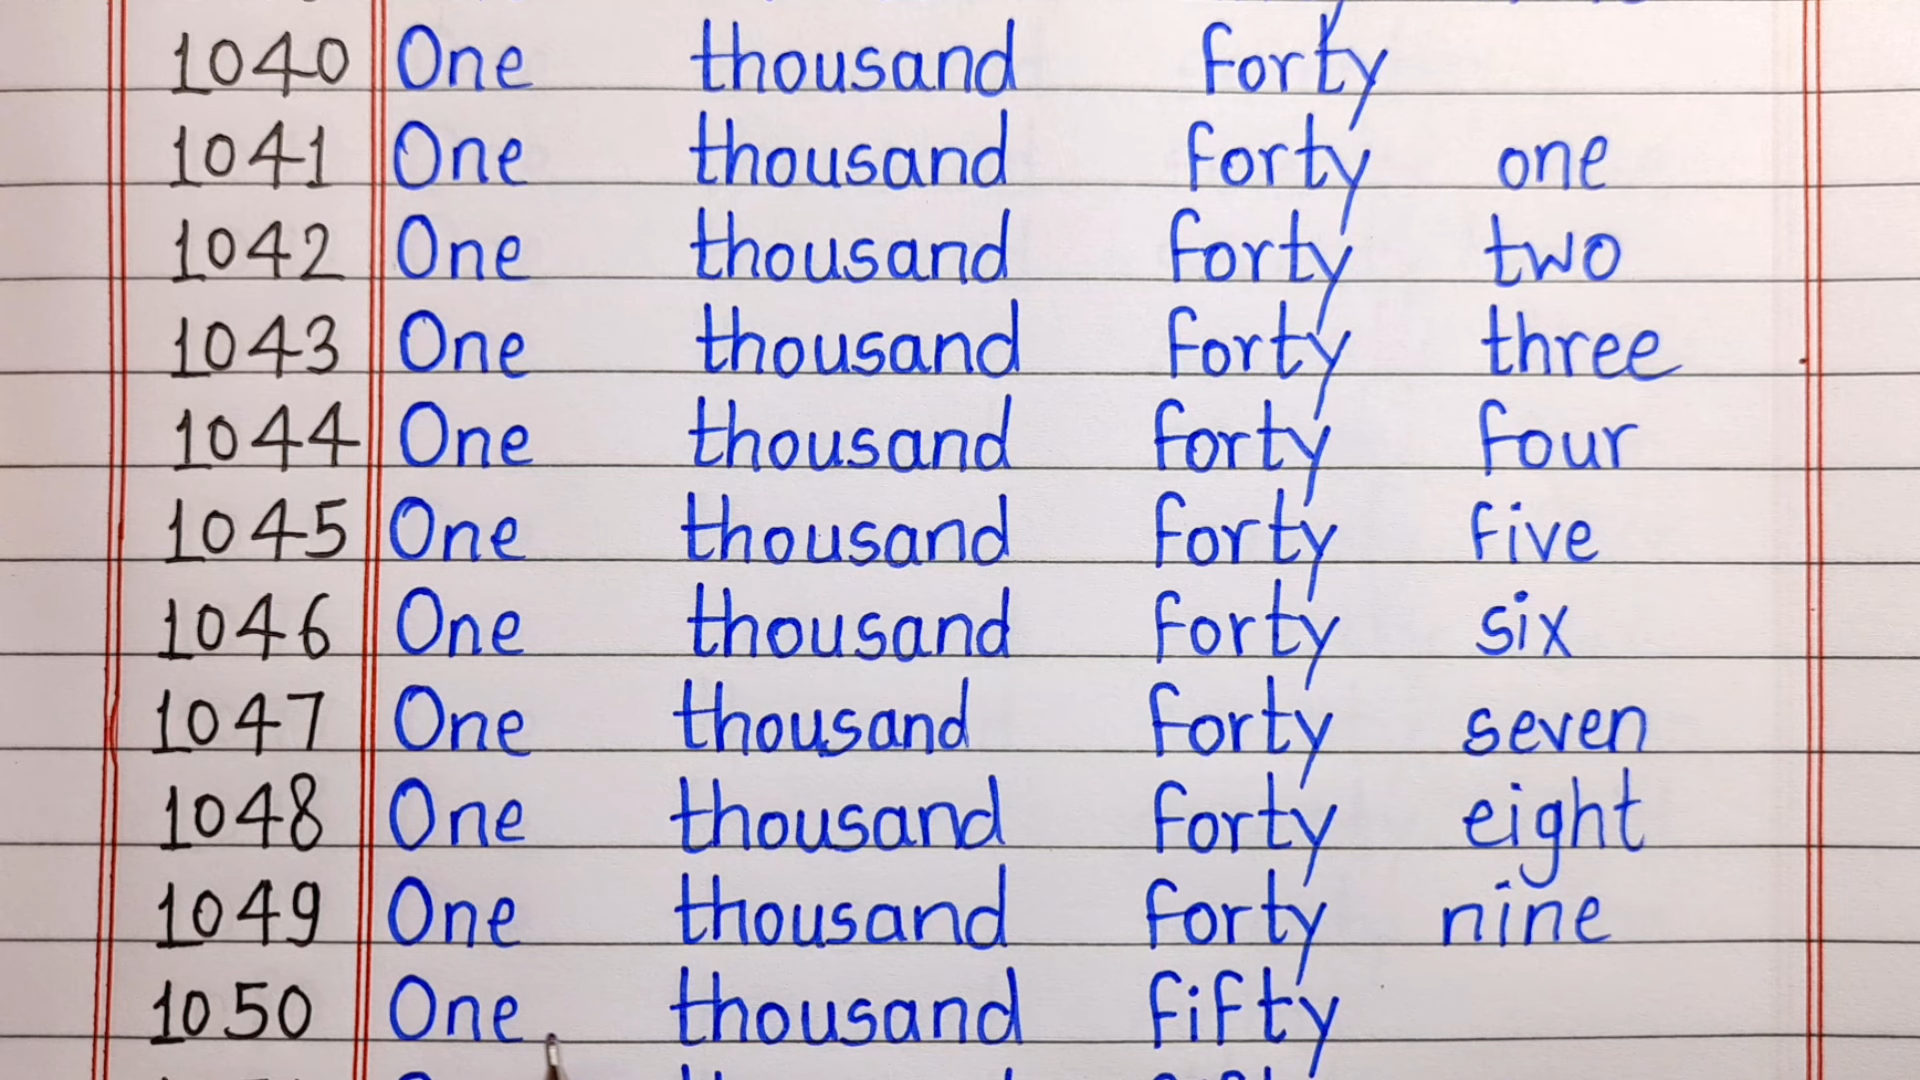 1040 One thousand forty
1041 One thousand forty one
1042 One thousand forty two
1043 One thousand forty three
1044 One thousand forty four
1045 One thousand forty five
1046 One thousand forty six
1047 One thousand forty seven
1048 One thousand forty eight
1049 One thousand forty nine
1050 One thousand fifty